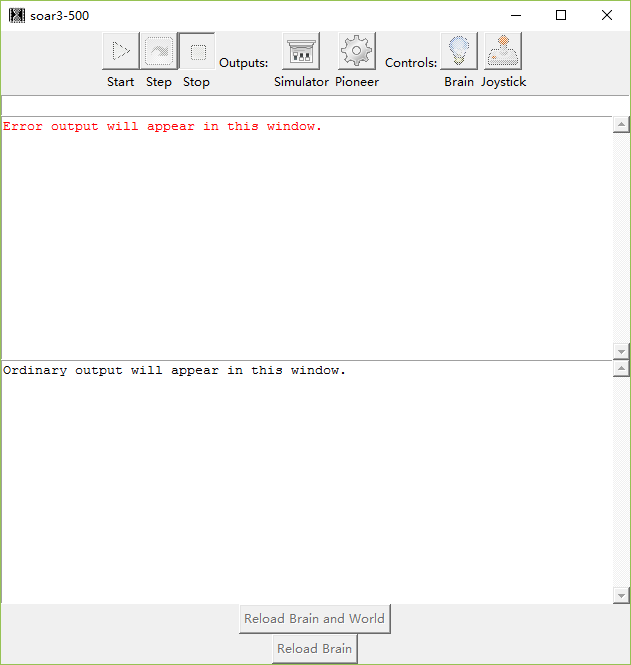 soar3-500
Outputs: Controls:
Start Step Stop Simulator Pioneer Brain Joystick
Error output will appear in this window.
Ordinary output will appear in this window.
Reload Brain and World
Reload Brain